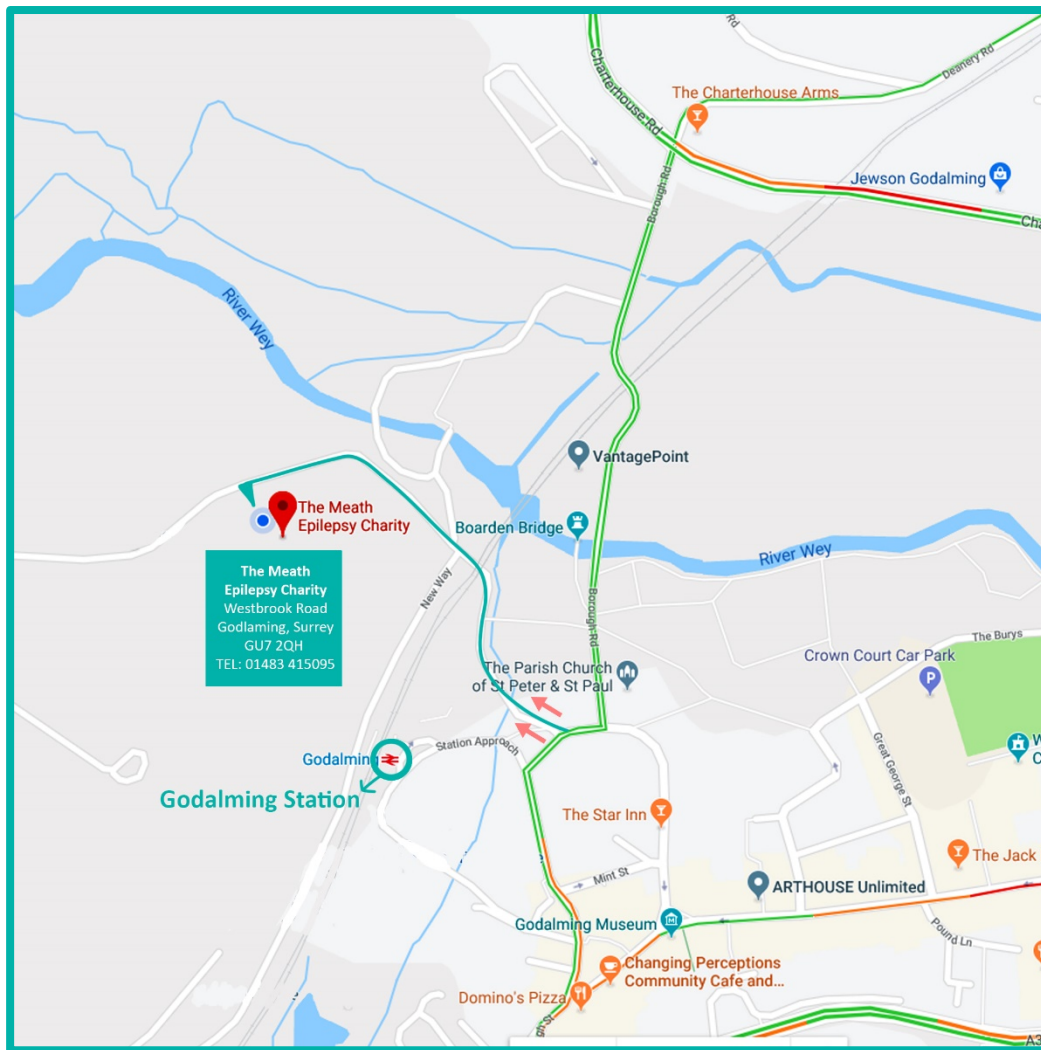 Rd
Deanery Rd
The Charterhouse Arms
Charterhouse Rd
Borough Rd
Jewson Godalming
Cha
River Wey
VantagePoint
The Meath
Epilepsy Charity
Boarden Bridge
River Wey
The Meath
Epilepsy Charity
Westbrook Road
Godlaming, Surrey
GU7 2QH
TEL: 01483 415095
New Way
Borough Rd
The Burys
The Parish Church
of St Peter & St Paul
Crown Court Car Park
P
Station Approach
Godalming
Godalming Station
W
C
Great George St
The Star Inn
Mint St
The Jack
ARTHOUSE Unlimited
Godalming Museum
Pound Ln
Changing Perceptions
Community Cafe and...
Domino's Pizza
gh St
A3